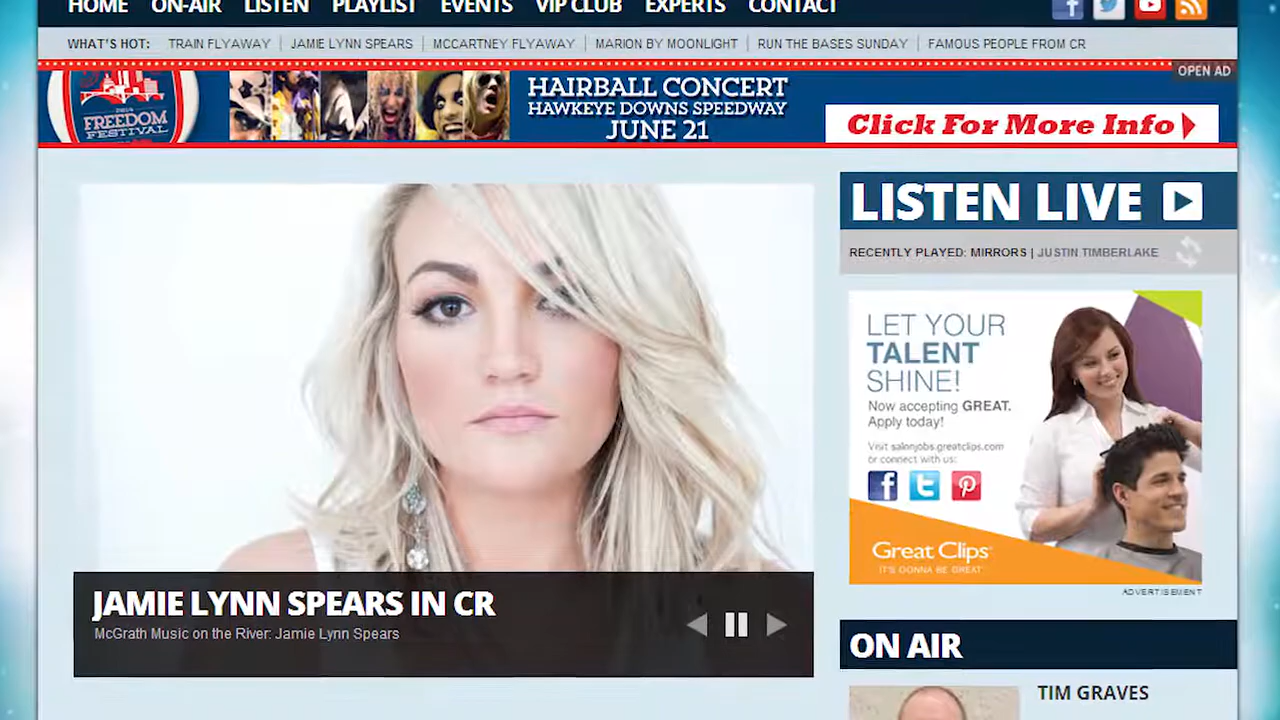 HOME ON-AIR LISTEN PLAYLIST EVENTS VIP CLUB EXPERTS CONTACT
WHAT'S HOT: TRAIN FLYAWAY JAMIE LYNN SPEARS MCCARTNEY FLYAWAY MARION BY MOONLIGHT RUN THE BASES SUNDAY FAMOUS PEOPLE FROM CR
OPEN AD
FREEDOM
FESTIVAL
HAIRBALL CONCERT
HAWKEYE DOWNS SPEEDWAY
JUNE 21
Click For More Info
LISTEN LIVE
RECENTLY PLAYED: MIRRORS | JUSTIN TIMBERLAKE
LET YOUR
TALENT
SHINE!
Now accepting GREAT.
Apply today!
Visit salonjobs.greatclips.com
or connect with us:
Great Clips
IT'S GONNA BE GREAT
ADVERTISEMENT
JAMIE LYNN SPEARS IN CR
McGrath Music on the River: Jamie Lynn Spears
ON AIR
TIM GRAVES